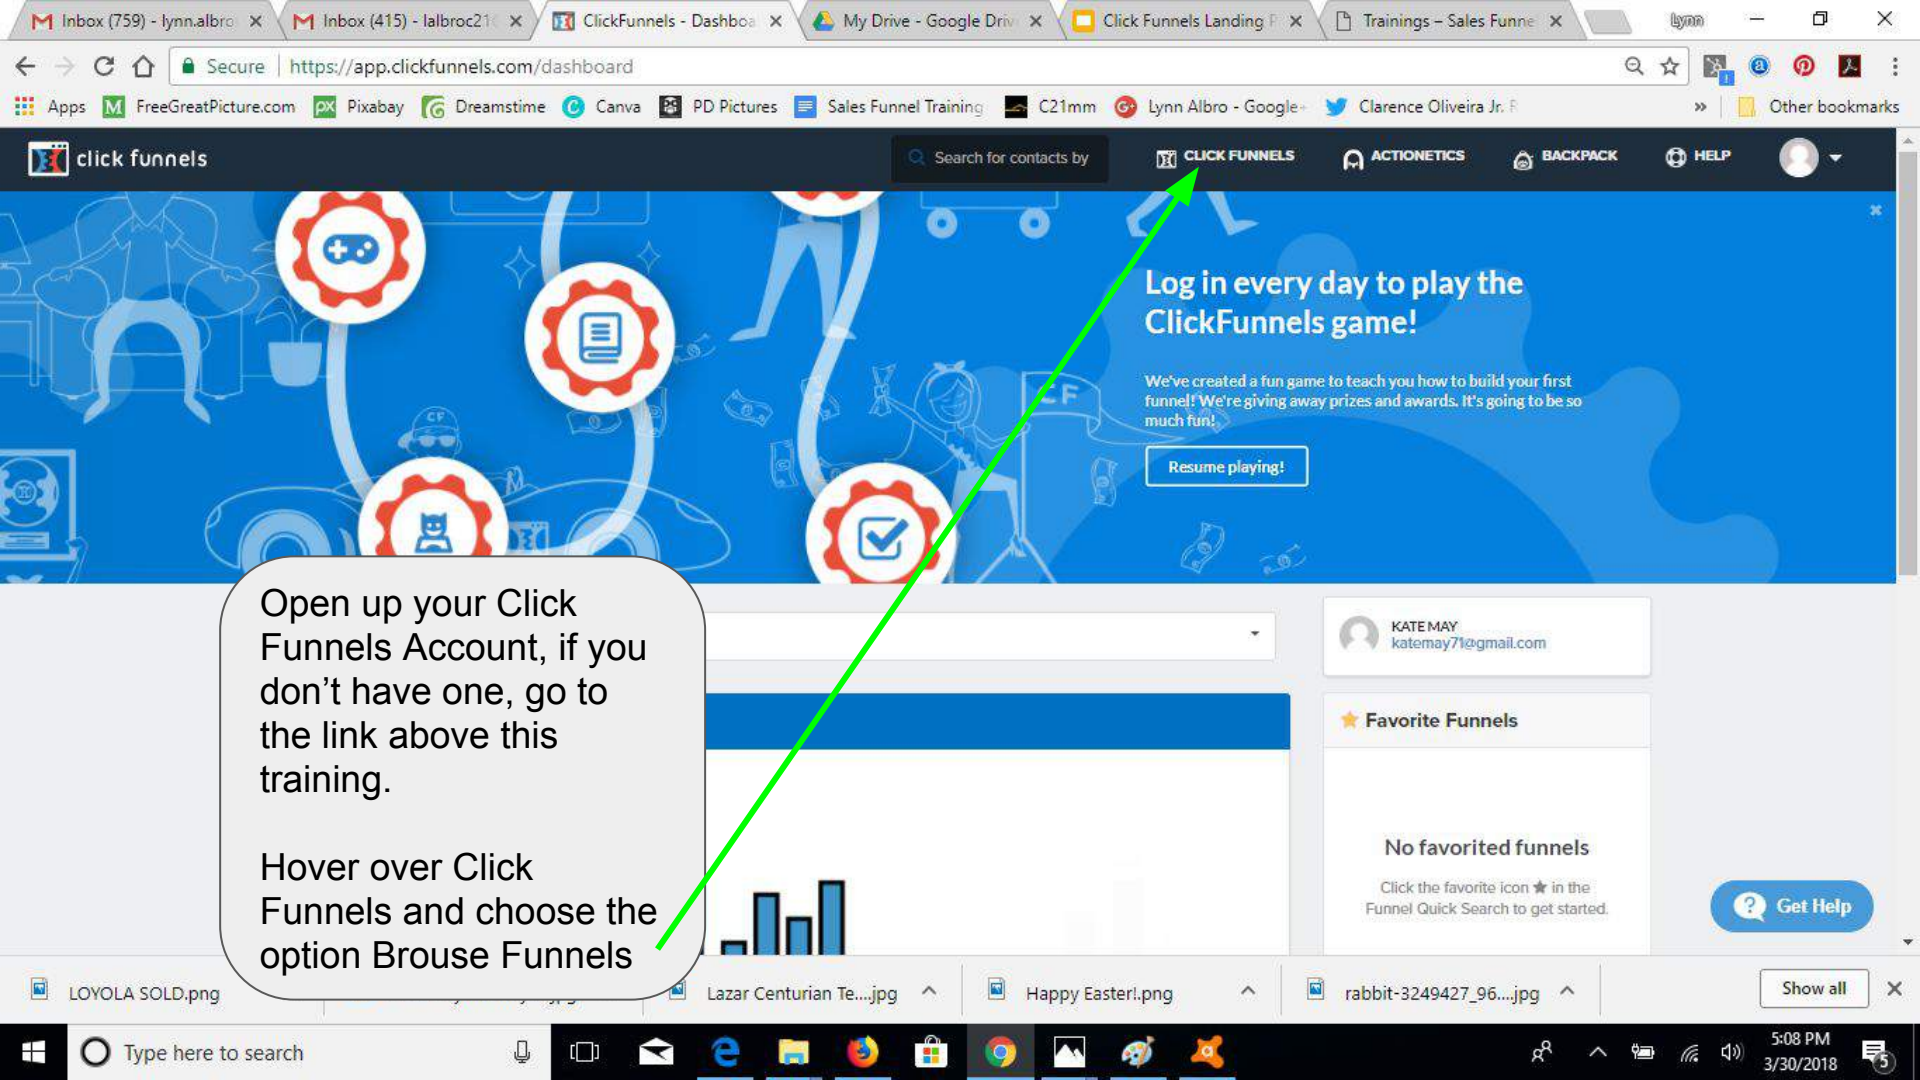 Inbox (759) - lynn.albro
Inbox (415) - lalbroc21
ClickFunnels - Dashboa
My Drive - Google Driv
Click Funnels Landing P
Trainings – Sales Funne
Lynn
Secure
https://app.clickfunnels.com/dashboard
Apps
FreeGreatPicture.com
Pixabay
Dreamstime
Canva
PD Pictures
Sales Funnel Training
C21mm
Lynn Albro - Google+
Clarence Oliveira Jr.
»
Other bookmarks
click funnels
Search for contacts by
CLICK FUNNELS
ACTIONETICS
BACKPACK
HELP
Log in every day to play the
ClickFunnels game!
We've created a fun game to teach you how to build your first
funnel! We're giving away prizes and awards. It's going to be so
much fun!
Resume playing!
CF
CF
Open up your Click
Funnels Account, if you
don’t have one, go to
the link above this
training.
Hover over Click
Funnels and choose the
option Brouse Funnels
KATE MAY
katemay71@gmail.com
Favorite Funnels
No favorited funnels
Click the favorite icon ★ in the
Funnel Quick Search to get started.
Get Help
LOYOLA SOLD.png
Lazar Centurian Te....jpg
Happy Easter!.png
rabbit-3249427_96....jpg
Show all
Type here to search
5:08 PM
3/30/2018
5